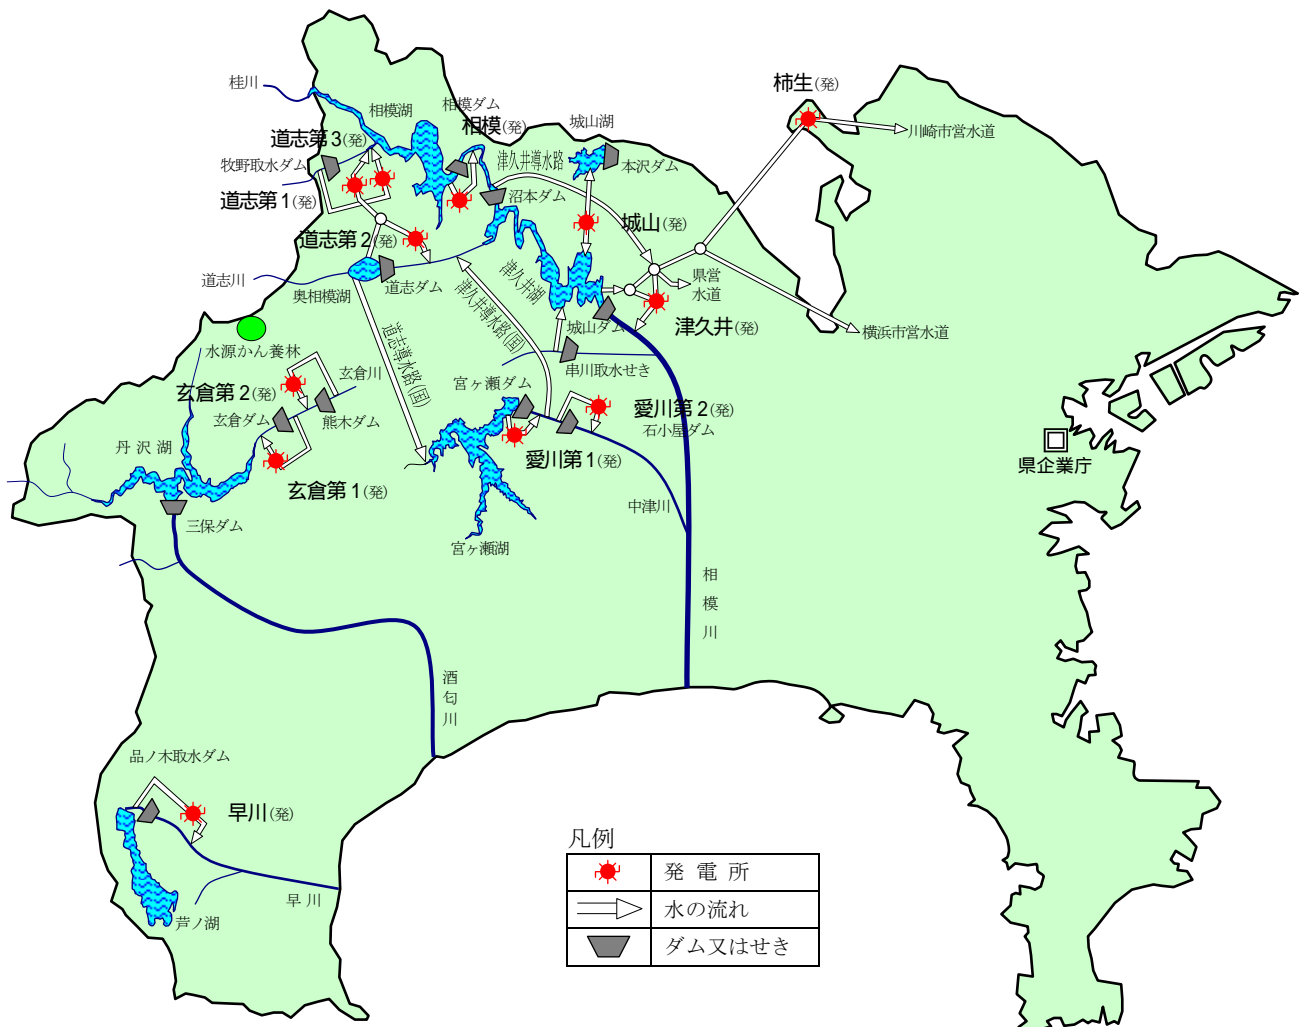 柿生(発)
桂川
相模湖
相模ダム
相模(発)
城山湖
川崎市営水道
道志第3(発)
津久井導水路
牧野取水ダム
本沢ダム
道志第1(発)
沼本ダム
城山(発)
道志第2(発)
道志川
奥相模湖
道志ダム
津久井導水路(国)
津久井湖
県営
水道
道志導水路(国)
城山ダム
津久井(発)
横浜市営水道
水源かん養林
玄倉川
宮ヶ瀬ダム
串川取水せき
玄倉第2(発)
玄倉ダム
熊木ダム
愛川第2(発)
石小屋ダム
丹沢湖
愛川第1(発)
県企業庁
玄倉第1(発)
三保ダム
中津川
宮ヶ瀬湖
相模川
酒匂川
品ノ木取水ダム
早川(発)
早川
芦ノ湖
凡例
発電所
水の流れ
ダム又はせき